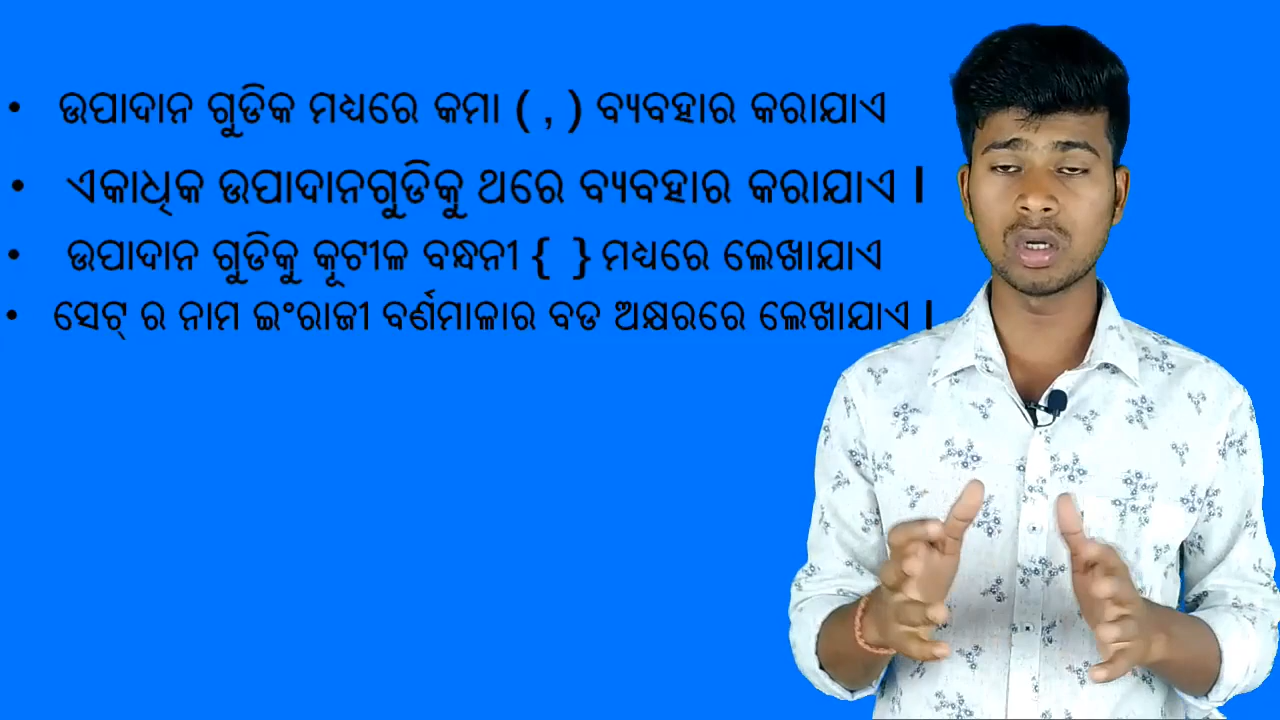 • ଉପାଦାନ ଗୁଡିକ ମଧ୍ୟରେ କମା ( , ) ବ୍ୟବହାର କରାଯାଏ
• ଏକାଧିକ ଉପାଦାନଗୁଡିକୁ ଥରେ ବ୍ୟବହାର କରାଯାଏ ।
• ଉପାଦାନ ଗୁଡିକୁ କୂଟୀଳ ବନ୍ଧନୀ { } ମଧ୍ୟରେ ଲେଖାଯାଏ
• ସେଟ୍ ର ନାମ ଇଂରାଜୀ ବର୍ଣମାଳାର ବଡ ଅକ୍ଷରରେ ଲେଖାଯାଏ ।